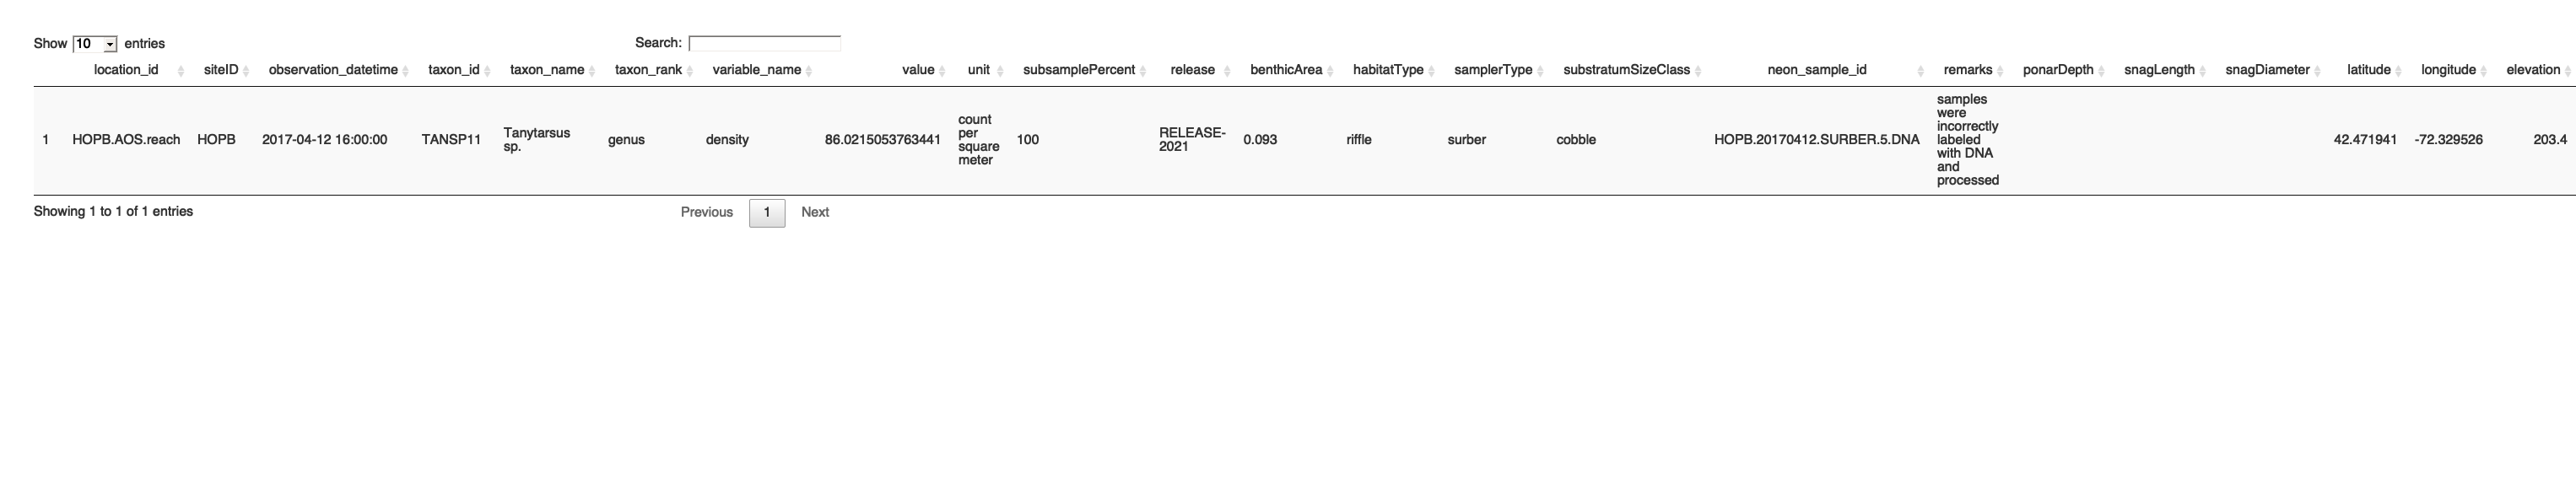 Show 10 entries Search:
location_id siteID observation_datetime taxon_id taxon_name taxon_rank variable_name value unit subsamplePercent release benthicArea habitatType samplerType substratumSizeClass neon_sample_id remarks ponarDepth snagLength snagDiameter latitude longitude elevation
1 HOPB.AOS.reach HOPB 2017-04-12 16:00:00 TANSP11 Tanytarsus
sp. genus density 86.0215053763441 count
per
square
meter 100 RELEASE-
2021 0.093 riffle surber cobble HOPB.20170412.SURBER.5.DNA samples
were
incorrectly
labeled
with DNA
and
processed 42.471941 -72.329526 203.4
Showing 1 to 1 of 1 entries Previous 1 Next